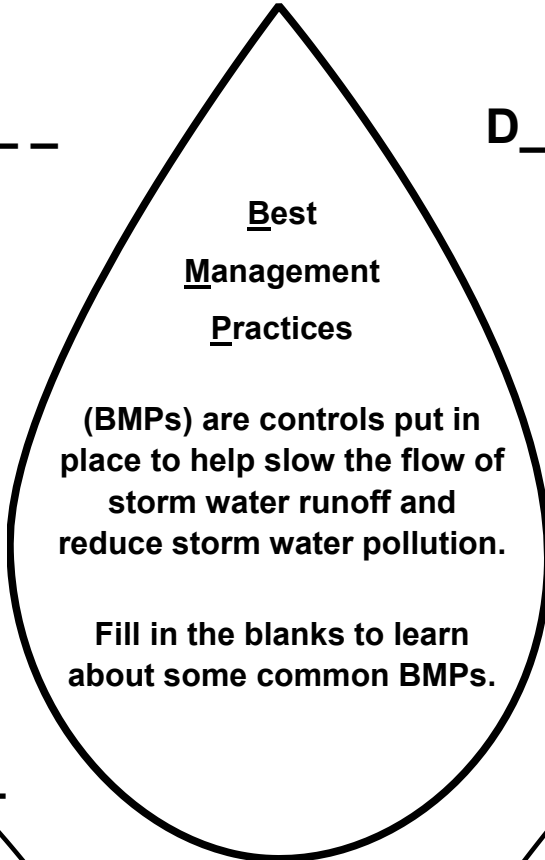 _ _
D_
Best
Management
Practices
(BMPs) are controls put in
place to help slow the flow of
storm water runoff and
reduce storm water pollution.
Fill in the blanks to learn
about some common BMPs.